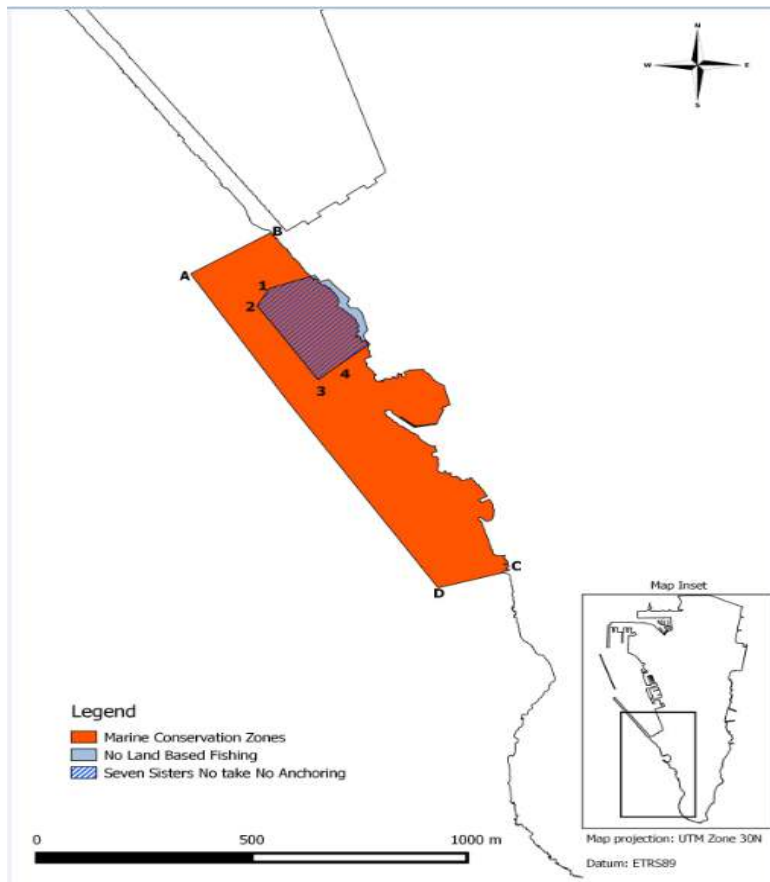 N
W E
S
B
A
1
2
4
3
C
D
Map Inset
Legend
Marine Conservation Zones
No Land Based Fishing
Seven Sisters No take No Anchoring
0 500 1000 m
Map projection: UTM Zone 30N
Datum: ETRS89